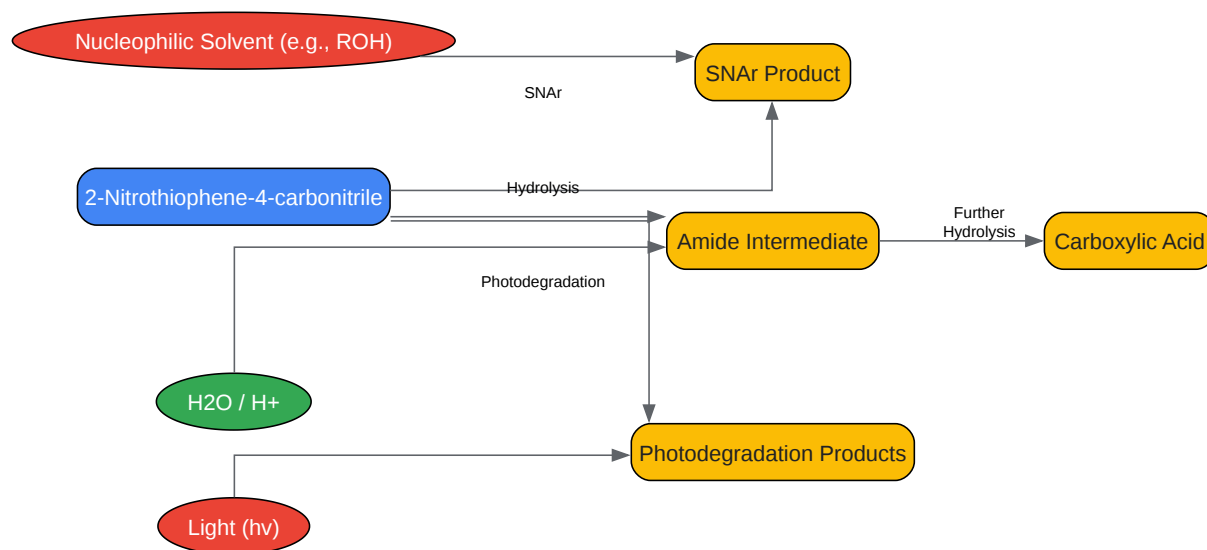 Nucleophilic Solvent (e.g., ROH)
SNAr Product
SNAr
2-Nitrothiophene-4-carbonitrile
Hydrolysis
Amide Intermediate
Further
Hydrolysis
Carboxylic Acid
Photodegradation
H2O / H+
Photodegradation Products
Light (hv)